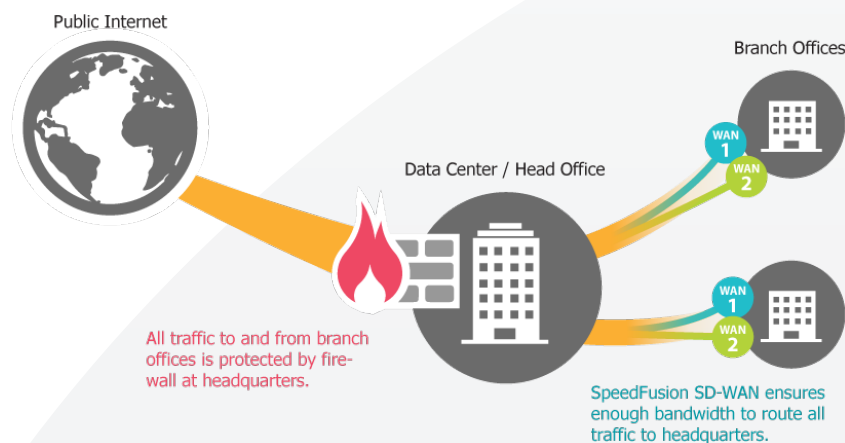 Public Internet
Branch Offices
WAN
1
WAN
2
Data Center / Head Office
WAN
1
WAN
2
All traffic to and from branch
offices is protected by fire-
wall at headquarters.
SpeedFusion SD-WAN ensures
enough bandwidth to route all
traffic to headquarters.